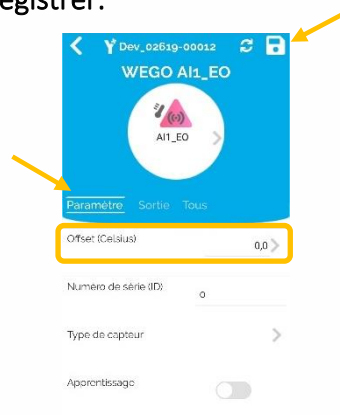 egistrer.
Dev_02619-00012
WEGO AI1_EO
AI1_EO
Paramètre Sortie Tous
Offset (Celsius) 0,0
Numéro de série (ID) 0
Type de capteur
Apprentissage